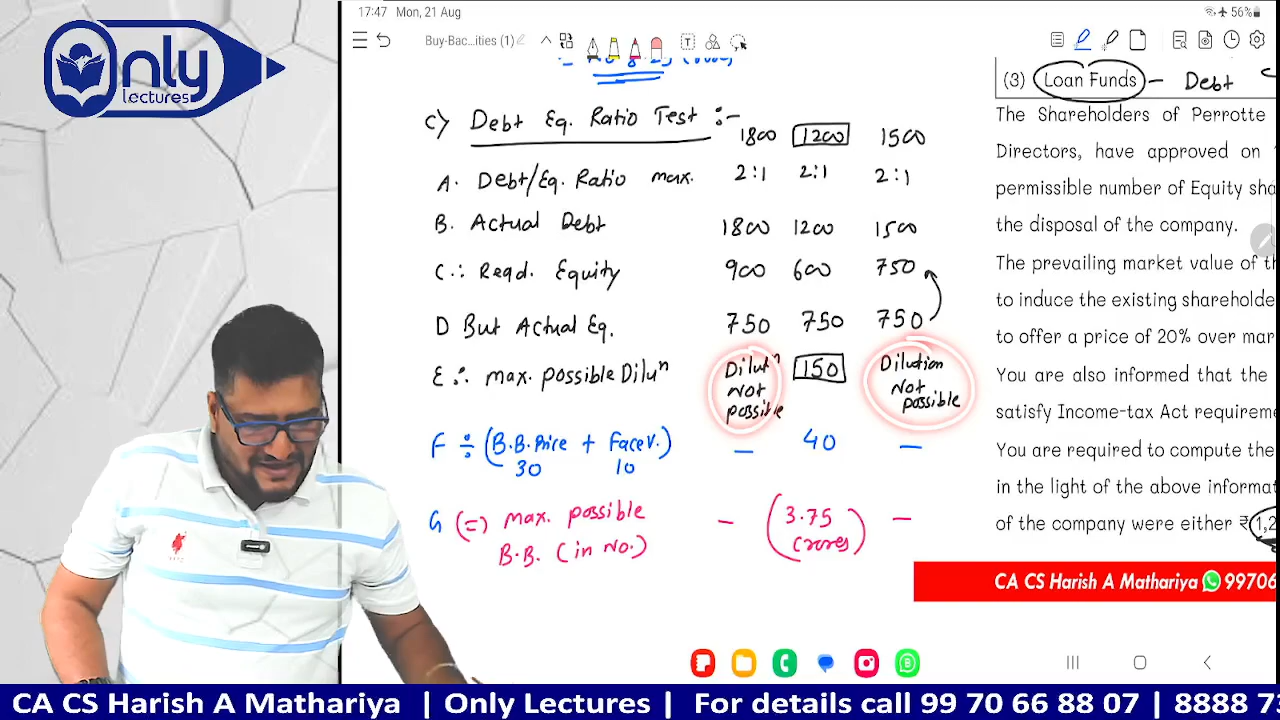 Only
lectures
17:47 Mon, 21 Aug
56%
Buy-Bac...ities (1)
C) Debt Eq. Ratio Test :-
1800 1200 1500
A. Debt/Eq. Ratio max. 2:1 2:1 2:1
B. Actual Debt 1800 1200 1500
C ∴ Reqd. Equity 900 600 750
D But Actual Eq. 750 750 750
E ∴ max. possible Diluⁿ Dilutⁿ Not possible 150 Dilution Not possible
F ÷ (B.B. Price + Face V.) — 40 —
30 10
G (=) max. possible B.B. (in No.) - (3.75 crores) -
(3) Loan Funds – Debt
The Shareholders of Perrotte
Directors, have approved on
permissible number of Equity sha
the disposal of the company.
The prevailing market value of th
to induce the existing shareholde
to offer a price of 20% over mar
You are also informed that the
satisfy Income-tax Act requireme
You are required to compute the
in the light of the above informat
of the company were either ₹ 1,2
CA CS Harish A Mathariya 99706
CA CS Harish A Mathariya | Only Lectures | For details call 99 70 66 88 07 | 8888 73